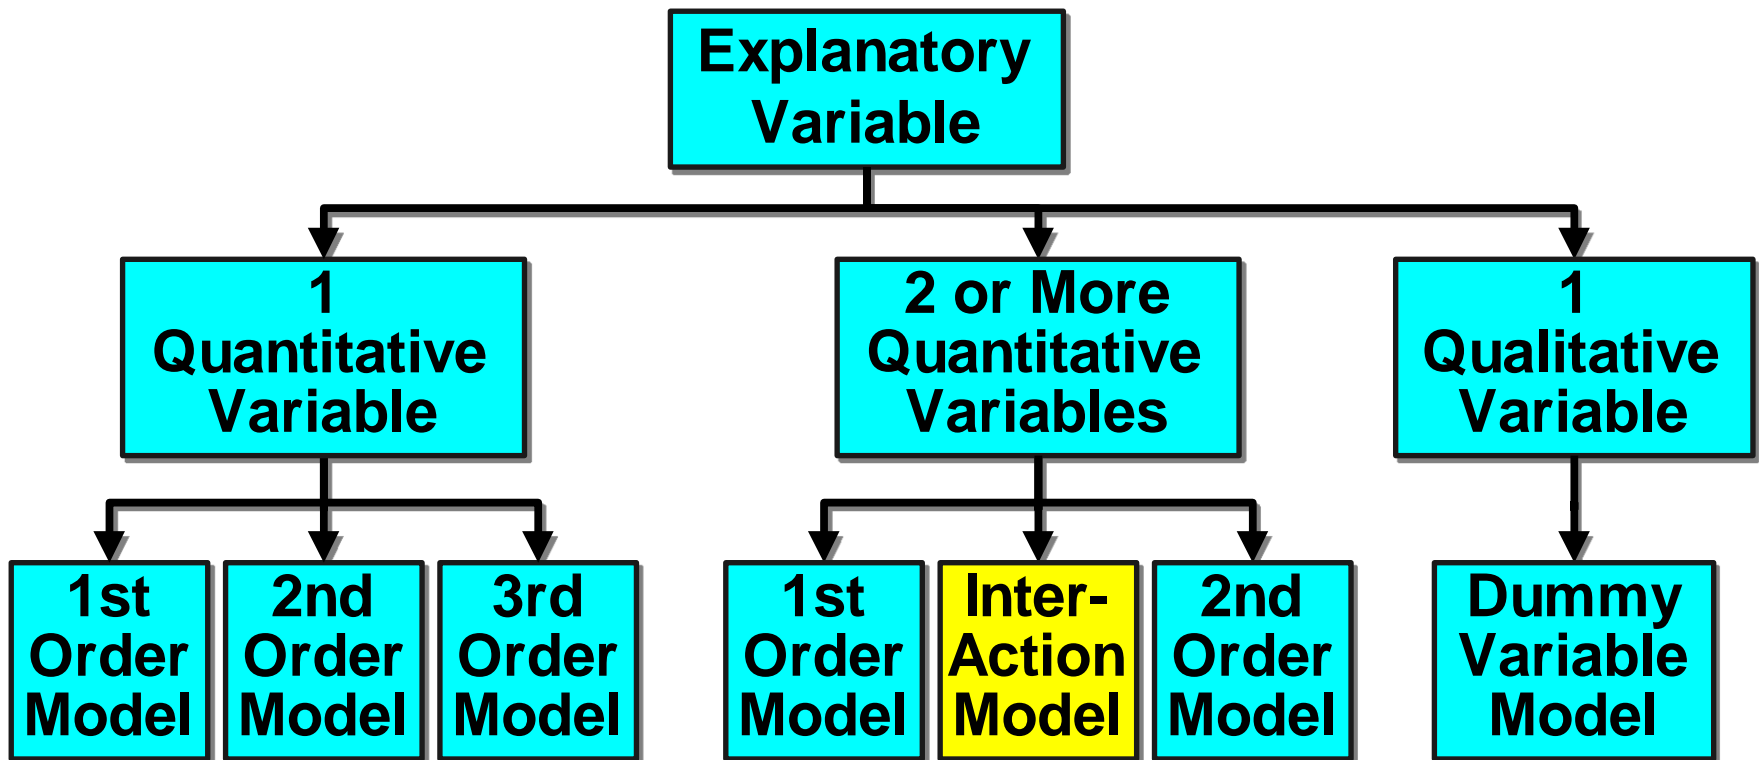 Explanatory
Variable
1
Quantitative
Variable
2 or More
Quantitative
Variables
1
Qualitative
Variable
1st
Order
Model
2nd
Order
Model
3rd
Order
Model
1st
Order
Model
Inter-
Action
Model
2nd
Order
Model
Dummy
Variable
Model